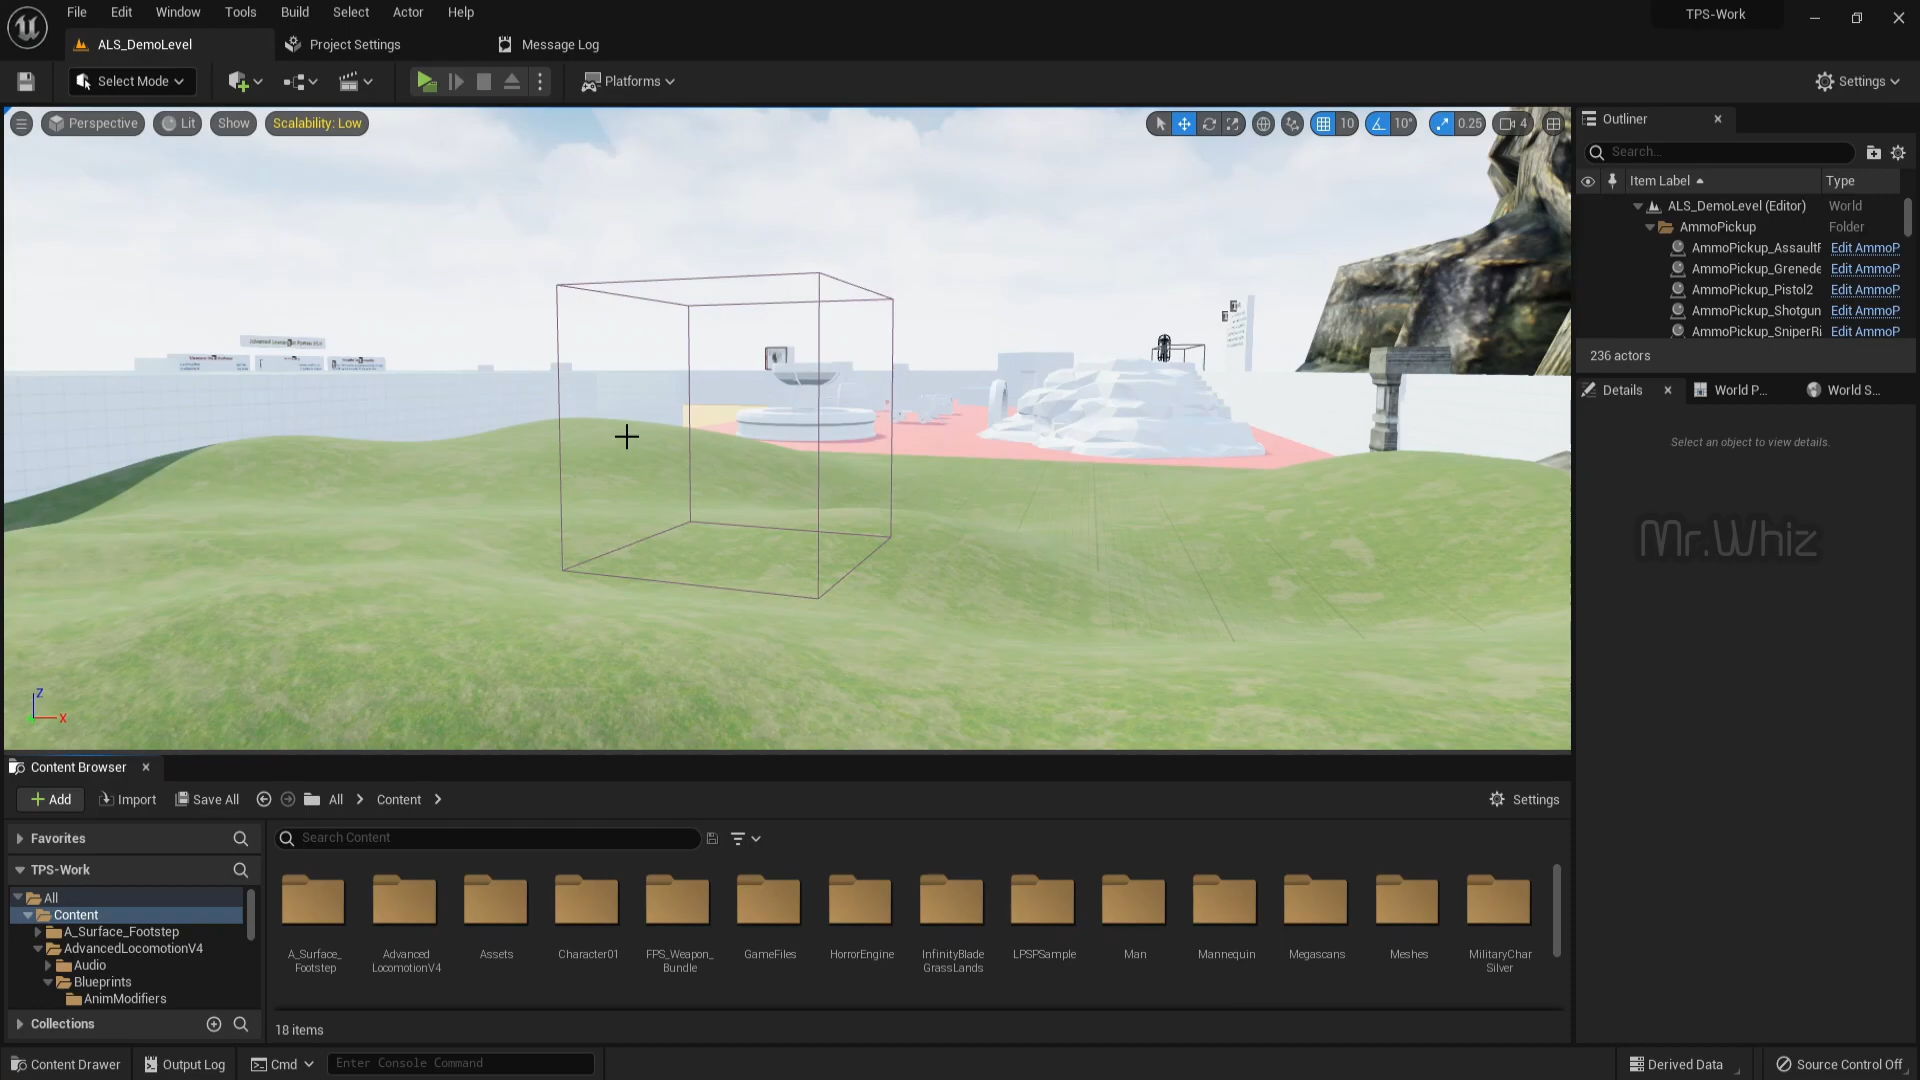 File Edit Window Tools Build Select Actor Help
TPS-Work
ALS_DemoLevel
Project Settings
Message Log
Select Mode
Platforms
Settings
Perspective
Lit
Show
Scalability: Low
10
10°
0.25
4
Outliner
Search...
Item Label
Type
ALS_DemoLevel (Editor) World
AmmoPickup Folder
AmmoPickup_AssaultR Edit AmmoP
AmmoPickup_Grenede Edit AmmoP
AmmoPickup_Pistol2 Edit AmmoP
AmmoPickup_Shotgun Edit AmmoP
AmmoPickup_SniperRi Edit AmmoP
236 actors
Details
World P...
World S...
Select an object to view details.
Mr.Whiz
Z
X
Content Browser
Add
Import
Save All
All
Content
Settings
Favorites
Search Content
TPS-Work
All
Content
A_Surface_Footstep
AdvancedLocomotionV4
Audio
Blueprints
AnimModifiers
Collections
A_Surface_
Footstep
Advanced
LocomotionV4
Assets
Character01
FPS_Weapon_
Bundle
GameFiles
HorrorEngine
InfinityBlade
GrassLands
LPSPSample
Man
Mannequin
Megascans
Meshes
MilitaryChar
Silver
18 items
Content Drawer
Output Log
Cmd
Enter Console Command
Derived Data
Source Control Off